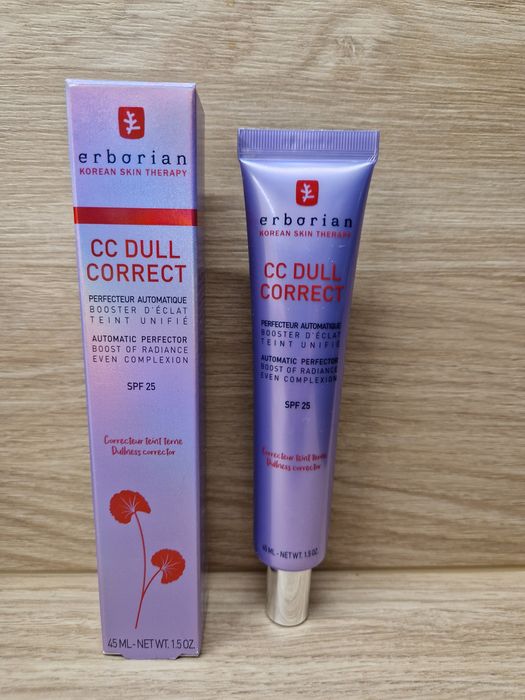 erborian
KOREAN SKIN THERAPY
CC DULL
CORRECT
PERFECTEUR AUTOMATIQUE
BOOSTER D'ÉCLAT
TEINT UNIFIÉ
AUTOMATIC PERFECTOR
BOOST OF RADIANCE
EVEN COMPLEXION
SPF 25
Correcteur teint terne
Dullness corrector
45 ML - NET WT. 1.5 OZ.
erborian
KOREAN SKIN THERAPY
CC DULL
CORRECT
PERFECTEUR AUTOMATIQUE
BOOSTER D'ÉCLAT
TEINT UNIFIÉ
AUTOMATIC PERFECTOR
BOOST OF RADIANCE
EVEN COMPLEXION
SPF 25
Correcteur teint terne
Dullness corrector
45 ML - NET WT. 1.5 OZ.